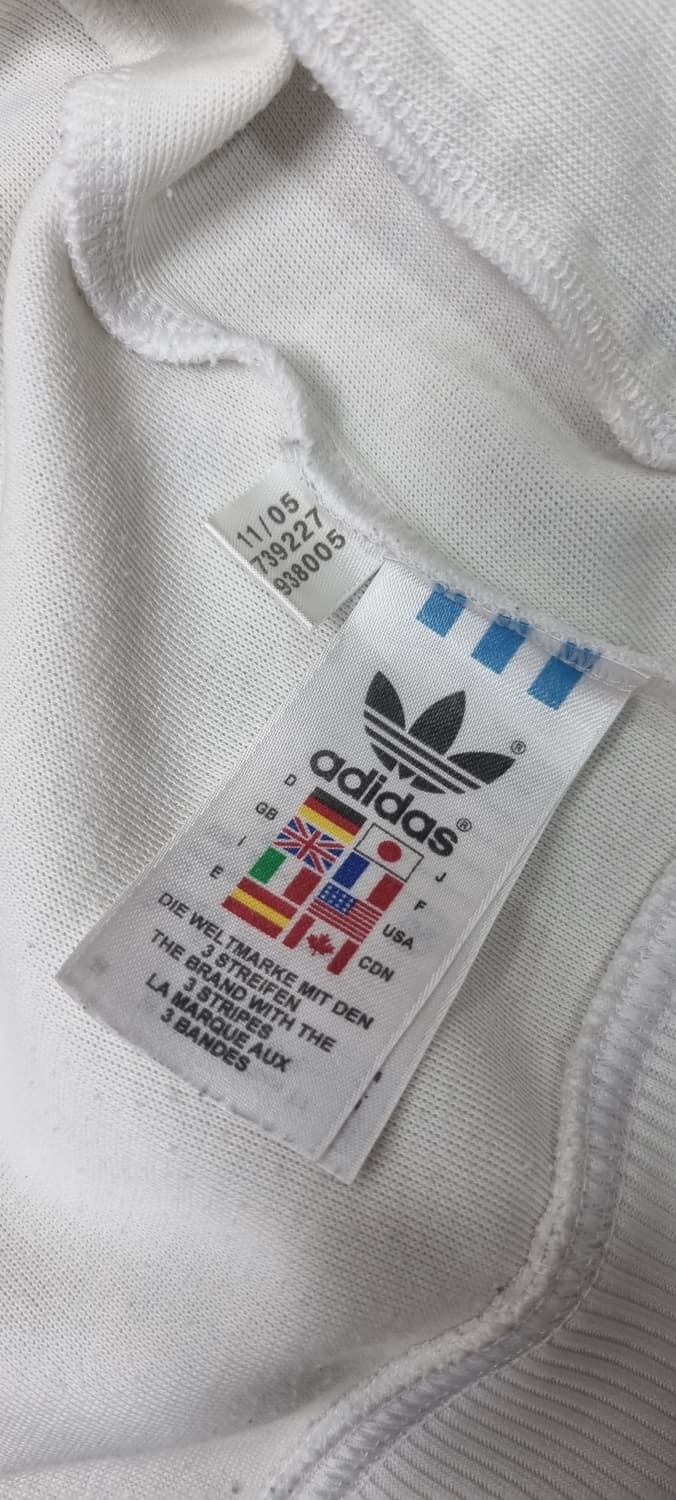 11/05
739227
938005
adidas®
D
GB
I
E
J
F
USA
CDN
DIE WELTMARKE MIT DEN
3 STREIFEN
THE BRAND WITH THE
3 STRIPES
LA MARQUE AUX
3 BANDES